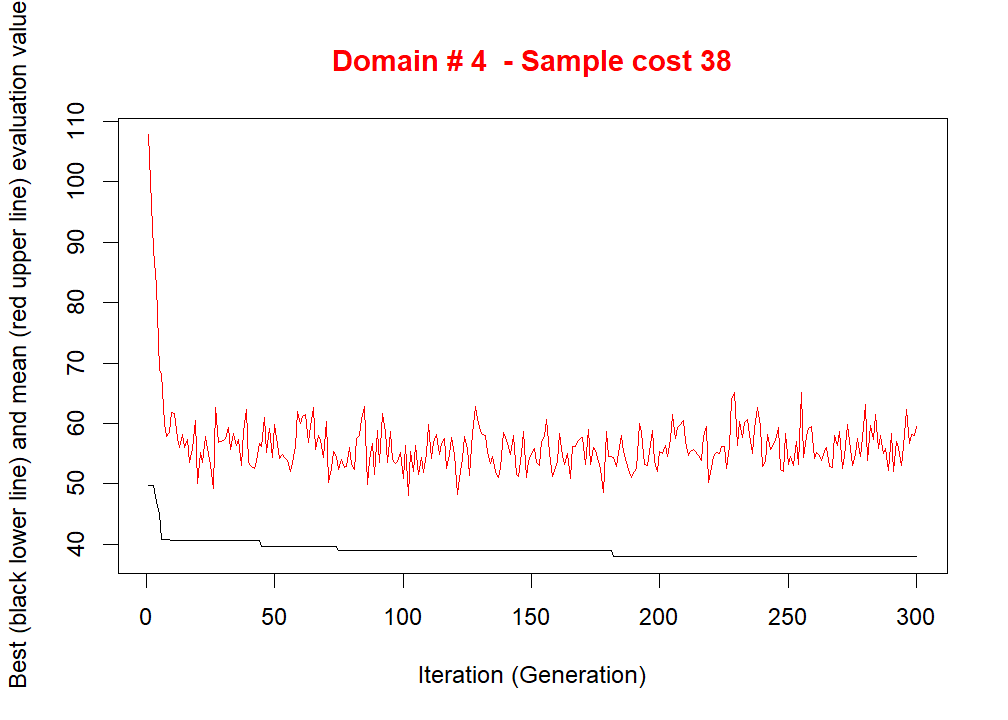 Domain # 4  - Sample cost 38
Best (black lower line) and mean (red upper line) evaluation value
110
100
90
80
70
60
50
40
0 50 100 150 200 250 300
Iteration (Generation)